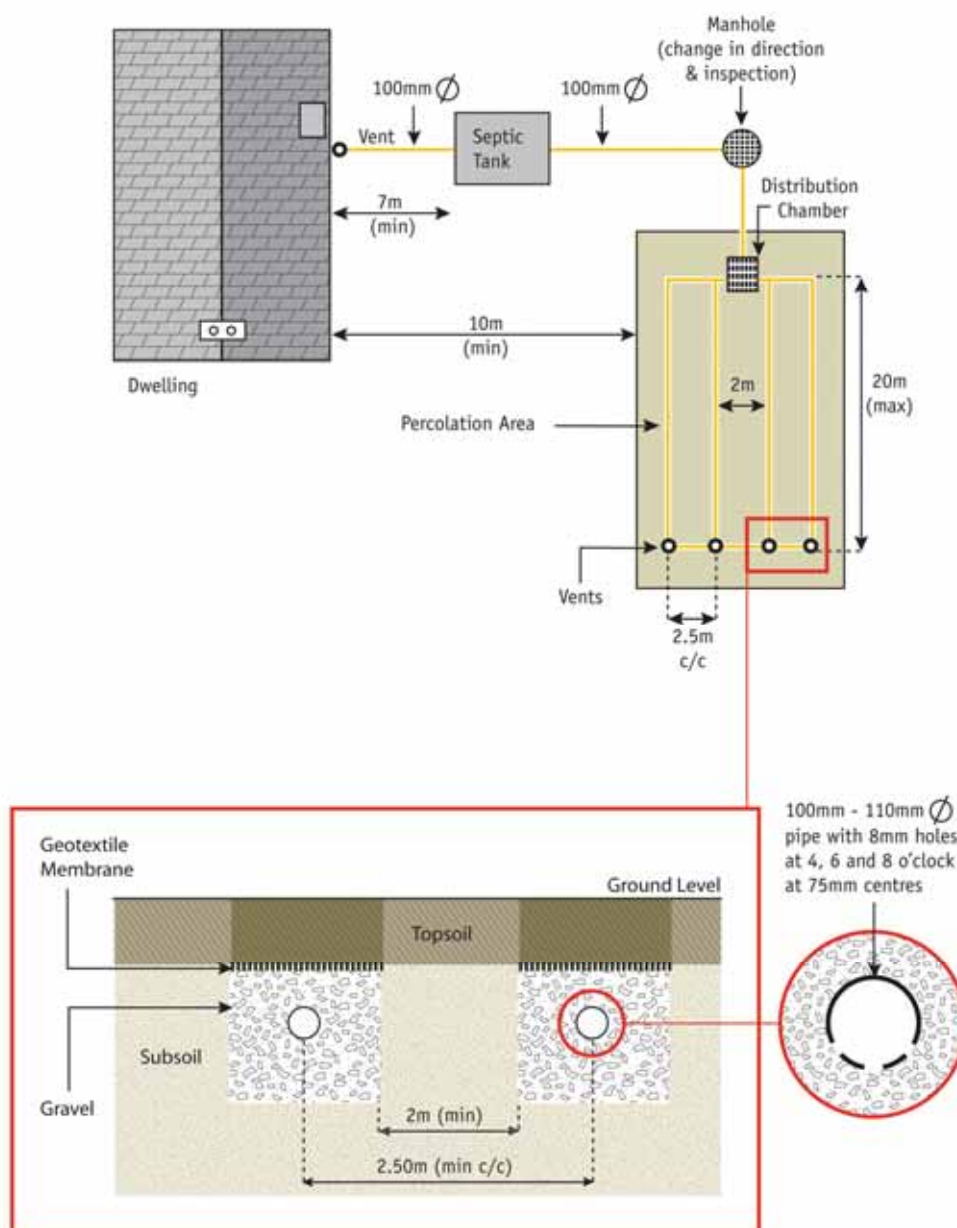 Manhole
(change in direction
& inspection)
100mm ∅
100mm ∅
Vent
Septic
Tank
Distribution
Chamber
7m
(min)
10m
(min)
Dwelling
2m
20m
(max)
Percolation Area
Vents
2.5m
c/c
100mm - 110mm ∅
pipe with 8mm holes
at 4, 6 and 8 o'clock
at 75mm centres
Geotextile
Membrane
Ground Level
Topsoil
Subsoil
Gravel
2m (min)
2.50m (min c/c)